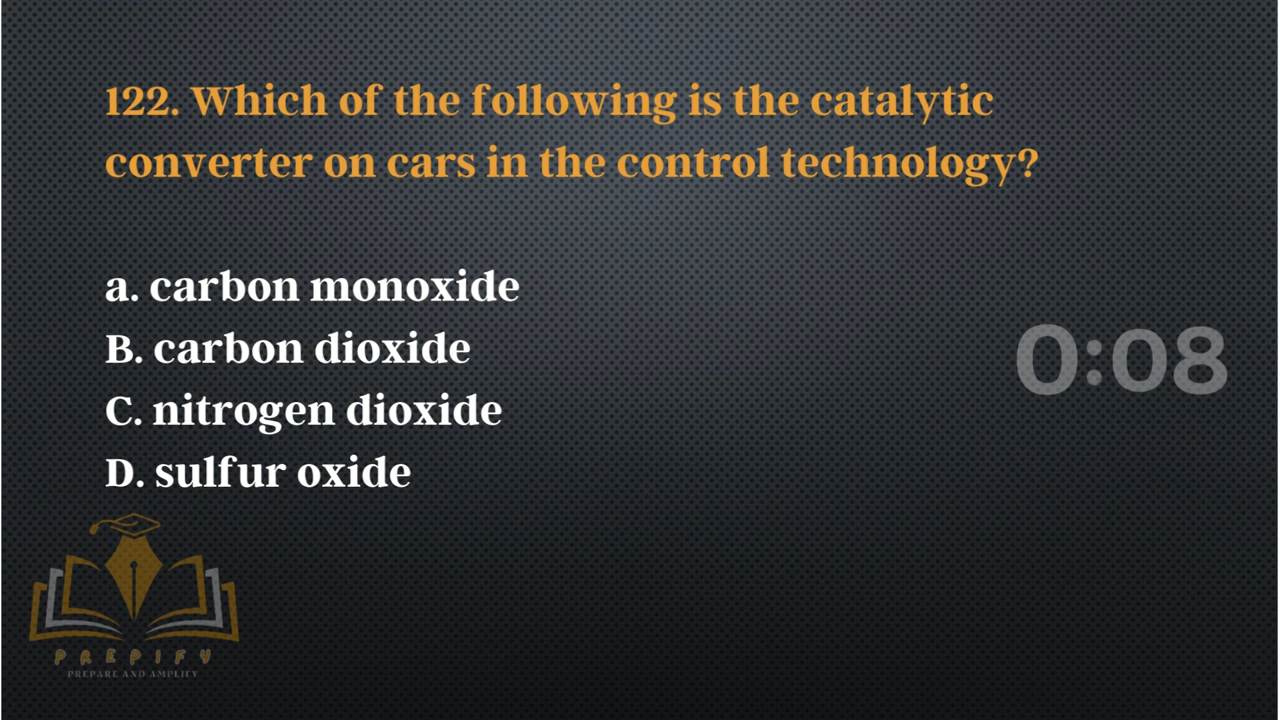 122. Which of the following is the catalytic
converter on cars in the control technology?
a. carbon monoxide
B. carbon dioxide
C. nitrogen dioxide
D. sulfur oxide
0:08
PREPIFY
PREPARE AND AMPLIFY